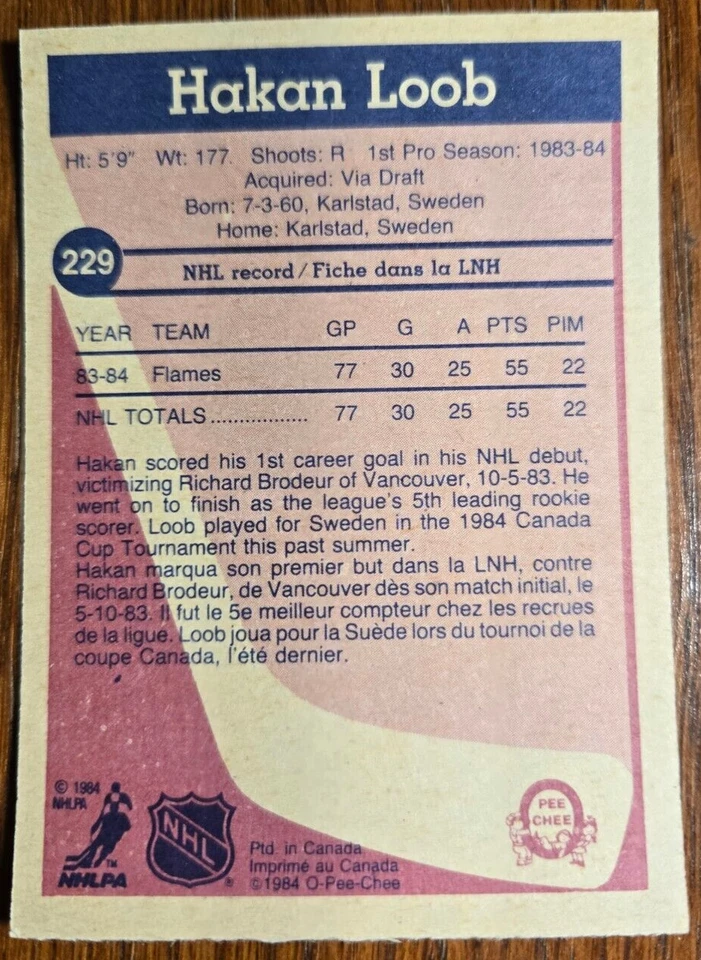 Hakan Loob
Ht: 5'9" Wt: 177. Shoots: R 1st Pro Season: 1983-84
Acquired: Via Draft
Born: 7-3-60, Karlstad, Sweden
Home: Karlstad, Sweden
229
NHL record/Fiche dans la LNH
YEAR TEAM GP G A PTS PIM
83-84 Flames 77 30 25 55 22
NHL TOTALS ................. 77 30 25 55 22
Hakan scored his 1st career goal in his NHL debut,
victimizing Richard Brodeur of Vancouver, 10-5-83. He
went on to finish as the league's 5th leading rookie
scorer. Loob played for Sweden in the 1984 Canada
Cup Tournament this past summer.
Hakan marqua son premier but dans la LNH, contre
Richard Brodeur, de Vancouver dès son match initial, le
5-10-83. Il fut le 5e meilleur compteur chez les recrues
de la ligue. Loob joua pour la Suède lors du tournoi de la
coupe Canada, l'été dernier.
© 1984
NHLPA
TM
NHLPA
NHL
®
Ptd. in Canada
Imprimé au Canada
©1984 O-Pee-Chee
PEE
CHEE